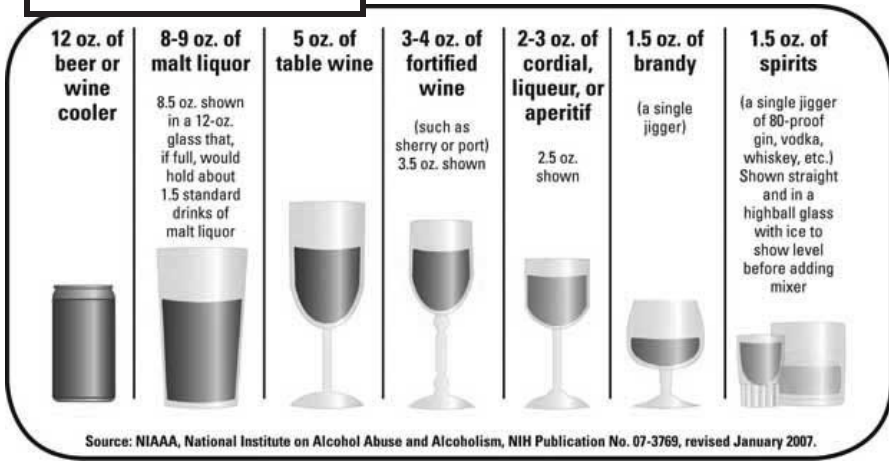 12 oz. of
beer or
wine
cooler
8-9 oz. of
malt liquor
8.5 oz. shown
in a 12-oz.
glass that,
if full, would
hold about
1.5 standard
drinks of
malt liquor
5 oz. of
table wine
3-4 oz. of
fortified
wine
(such as
sherry or port)
3.5 oz. shown
2-3 oz. of
cordial,
liqueur, or
aperitif
2.5 oz.
shown
1.5 oz. of
brandy
(a single
jigger)
1.5 oz. of
spirits
(a single jigger
of 80-proof
gin, vodka,
whiskey, etc.)
Shown straight
and in a
highball glass
with ice to
show level
before adding
mixer
Source: NIAAA, National Institute on Alcohol Abuse and Alcoholism, NIH Publication No. 07-3769, revised January 2007.